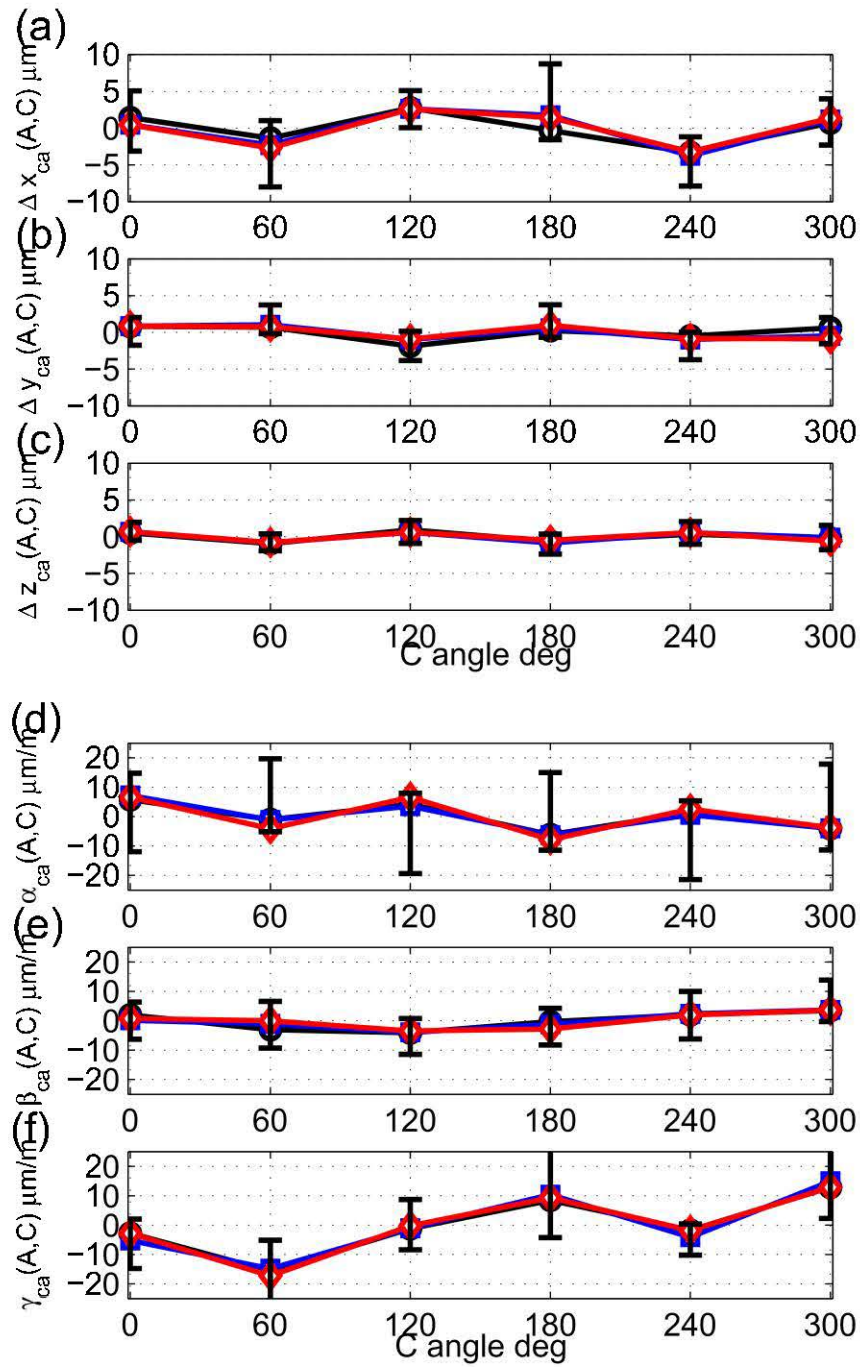 (a)
Δ x_ca(A,C) μm
10
5
0
−5
−10
0 60 120 180 240 300
(b)
Δ y_ca(A,C) μm
10
5
0
−5
−10
0 60 120 180 240 300
(c)
Δ z_ca(A,C) μm
10
5
0
−5
−10
0 60 120 180 240 300
C angle deg
(d)
α_ca(A,C) μm/m
20
10
0
−10
−20
0 60 120 180 240 300
(e)
β_ca(A,C) μm/m
20
10
0
−10
−20
0 60 120 180 240 300
(f)
γ_ca(A,C) μm/m
20
10
0
−10
−20
0 60 120 180 240 300
C angle deg